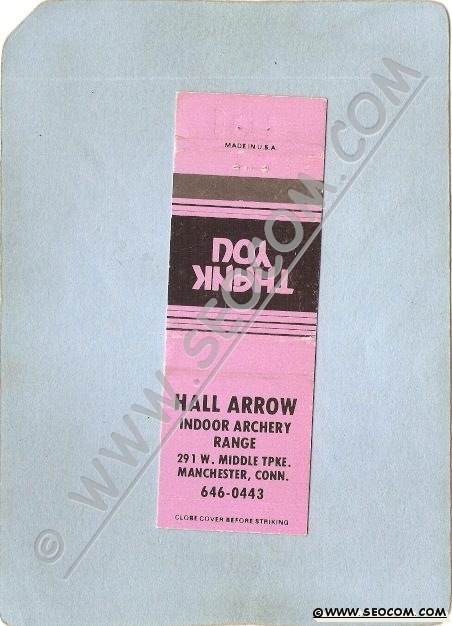 MADE IN U.S.A.
THANK
YOU
HALL ARROW
INDOOR ARCHERY
RANGE
291 W. MIDDLE TPKE.
MANCHESTER, CONN.
646-0443
CLOSE COVER BEFORE STRIKING
© WWW.SEOCOM.COM
©WWW.SEOCOM.COM